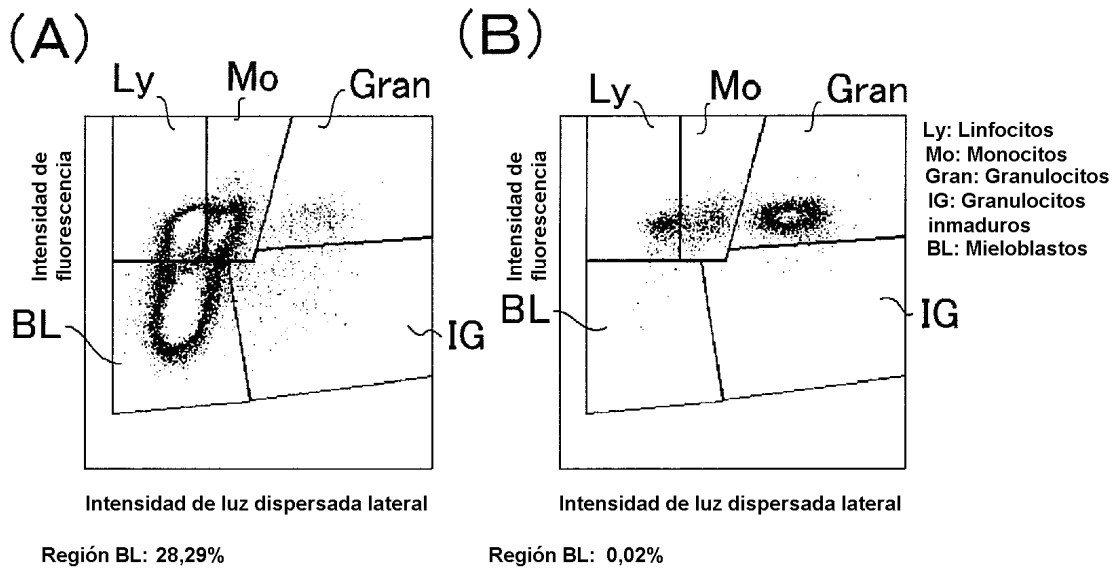 (A)
Ly
Mo
Gran
Intensidad de
fluorescencia
BL
IG
Intensidad de luz dispersada lateral
Región BL: 28,29%
(B)
Ly
Mo
Gran
Intensidad de
fluorescencia
BL
IG
Intensidad de luz dispersada lateral
Región BL: 0,02%
Ly: Linfocitos
Mo: Monocitos
Gran: Granulocitos
IG: Granulocitos
inmaduros
BL: Mieloblastos